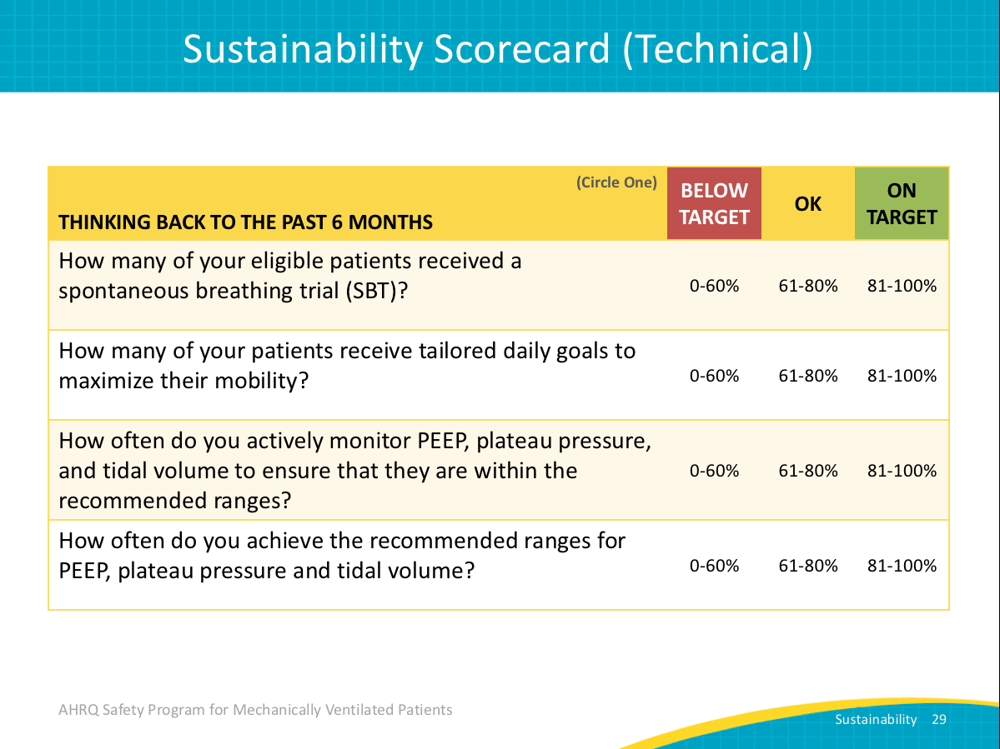 Sustainability Scorecard (Technical)
(Circle One)
THINKING BACK TO THE PAST 6 MONTHS
BELOW
TARGET
OK
ON
TARGET
How many of your eligible patients received a
spontaneous breathing trial (SBT)?
0-60%
61-80%
81-100%
How many of your patients receive tailored daily goals to
maximize their mobility?
0-60%
61-80%
81-100%
How often do you actively monitor PEEP, plateau pressure,
and tidal volume to ensure that they are within the
recommended ranges?
0-60%
61-80%
81-100%
How often do you achieve the recommended ranges for
PEEP, plateau pressure and tidal volume?
0-60%
61-80%
81-100%
AHRQ Safety Program for Mechanically Ventilated Patients
Sustainability 29